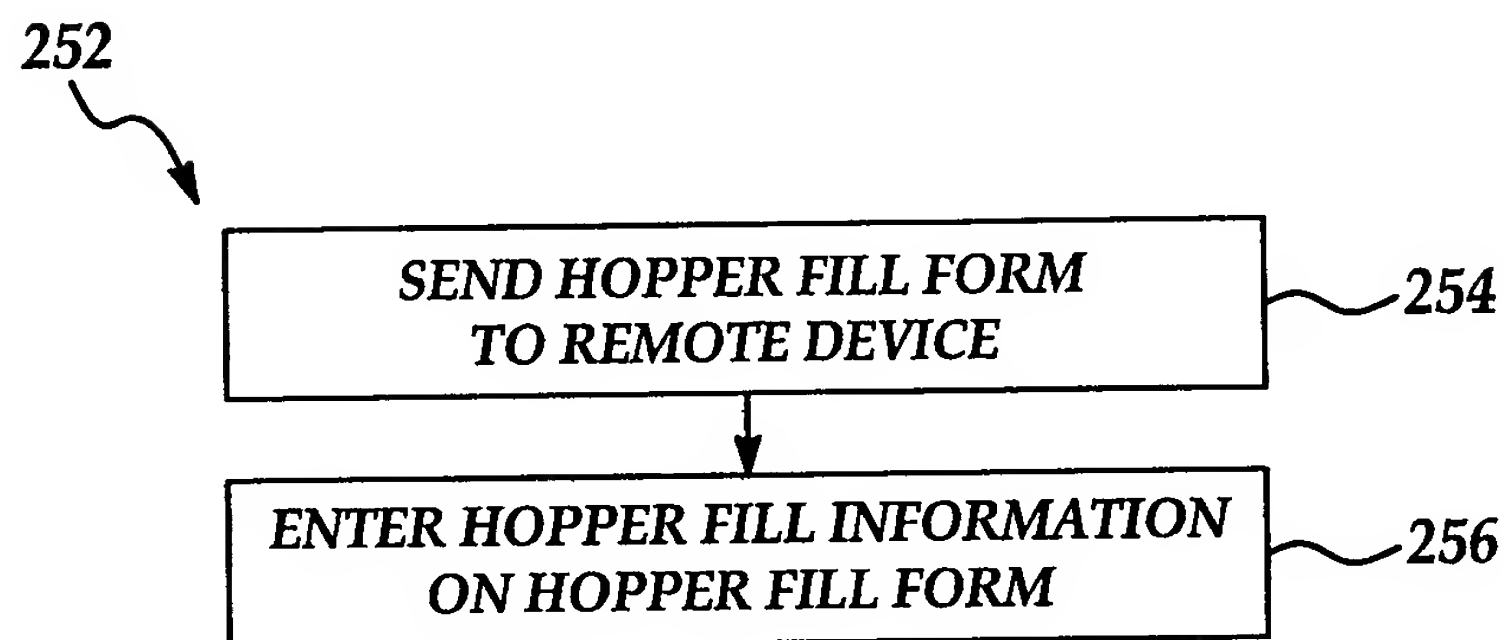 252
SEND HOPPER FILL FORM
TO REMOTE DEVICE
254
ENTER HOPPER FILL INFORMATION
ON HOPPER FILL FORM
256